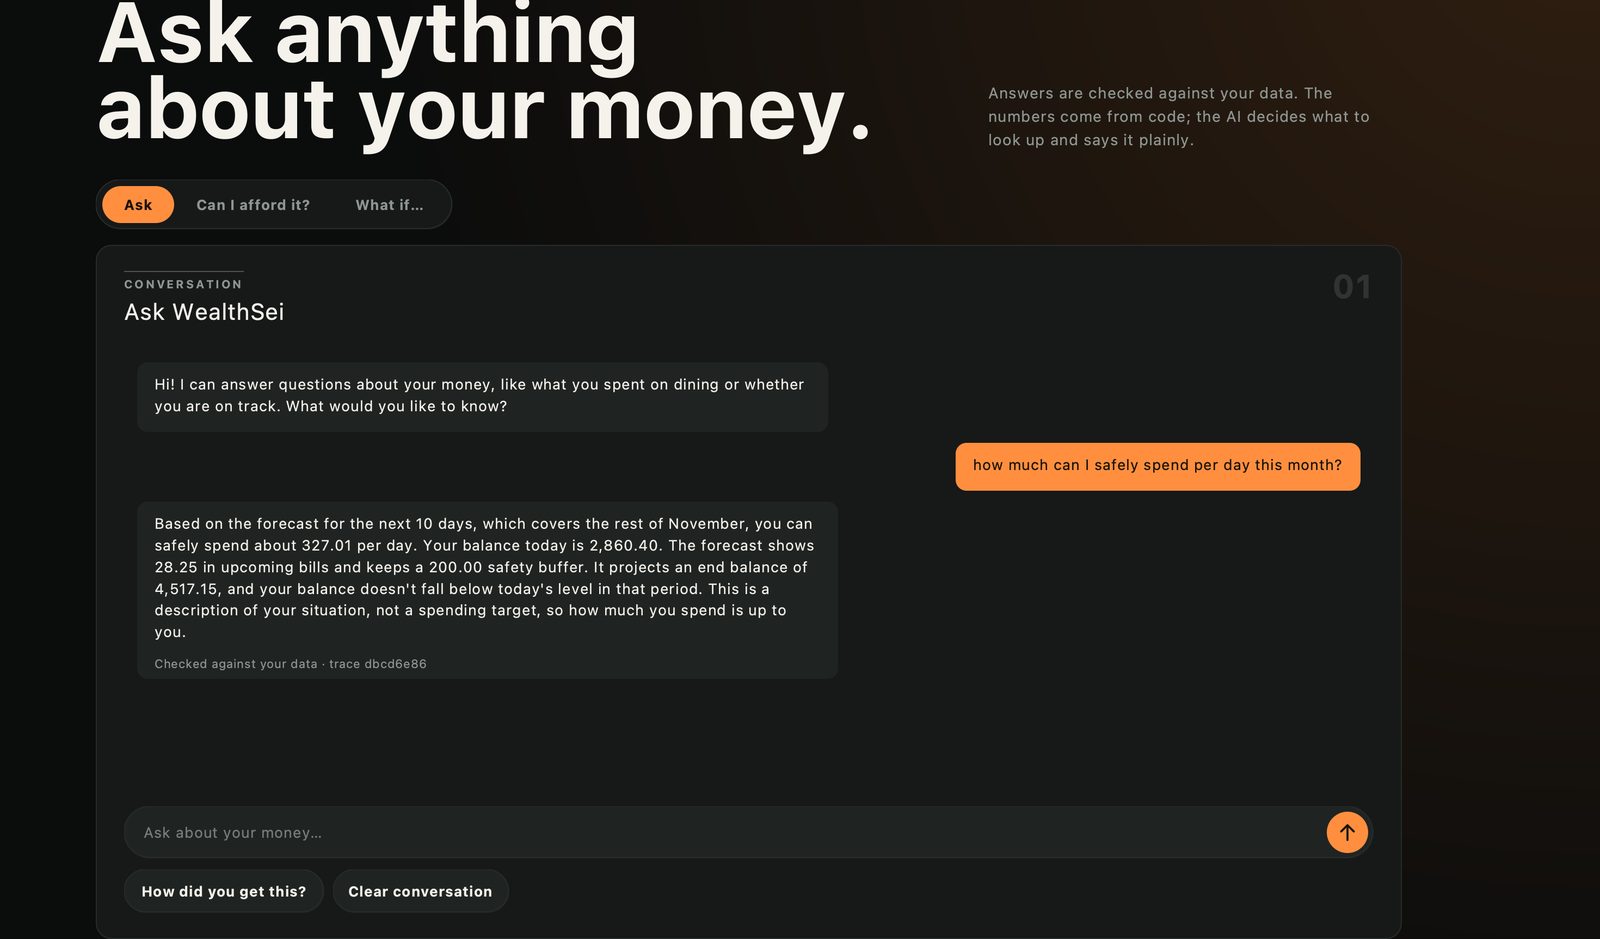 Ask anything
about your money.
Answers are checked against your data. The
numbers come from code; the AI decides what to
look up and says it plainly.
Ask
Can I afford it?
What if...
CONVERSATION
01
Ask WealthSei
Hi! I can answer questions about your money, like what you spent on dining or whether
you are on track. What would you like to know?
how much can I safely spend per day this month?
Based on the forecast for the next 10 days, which covers the rest of November, you can
safely spend about 327.01 per day. Your balance today is 2,860.40. The forecast shows
28.25 in upcoming bills and keeps a 200.00 safety buffer. It projects an end balance of
4,517.15, and your balance doesn't fall below today's level in that period. This is a
description of your situation, not a spending target, so how much you spend is up to
you.
Checked against your data · trace dbcd6e86
Ask about your money...
How did you get this?
Clear conversation